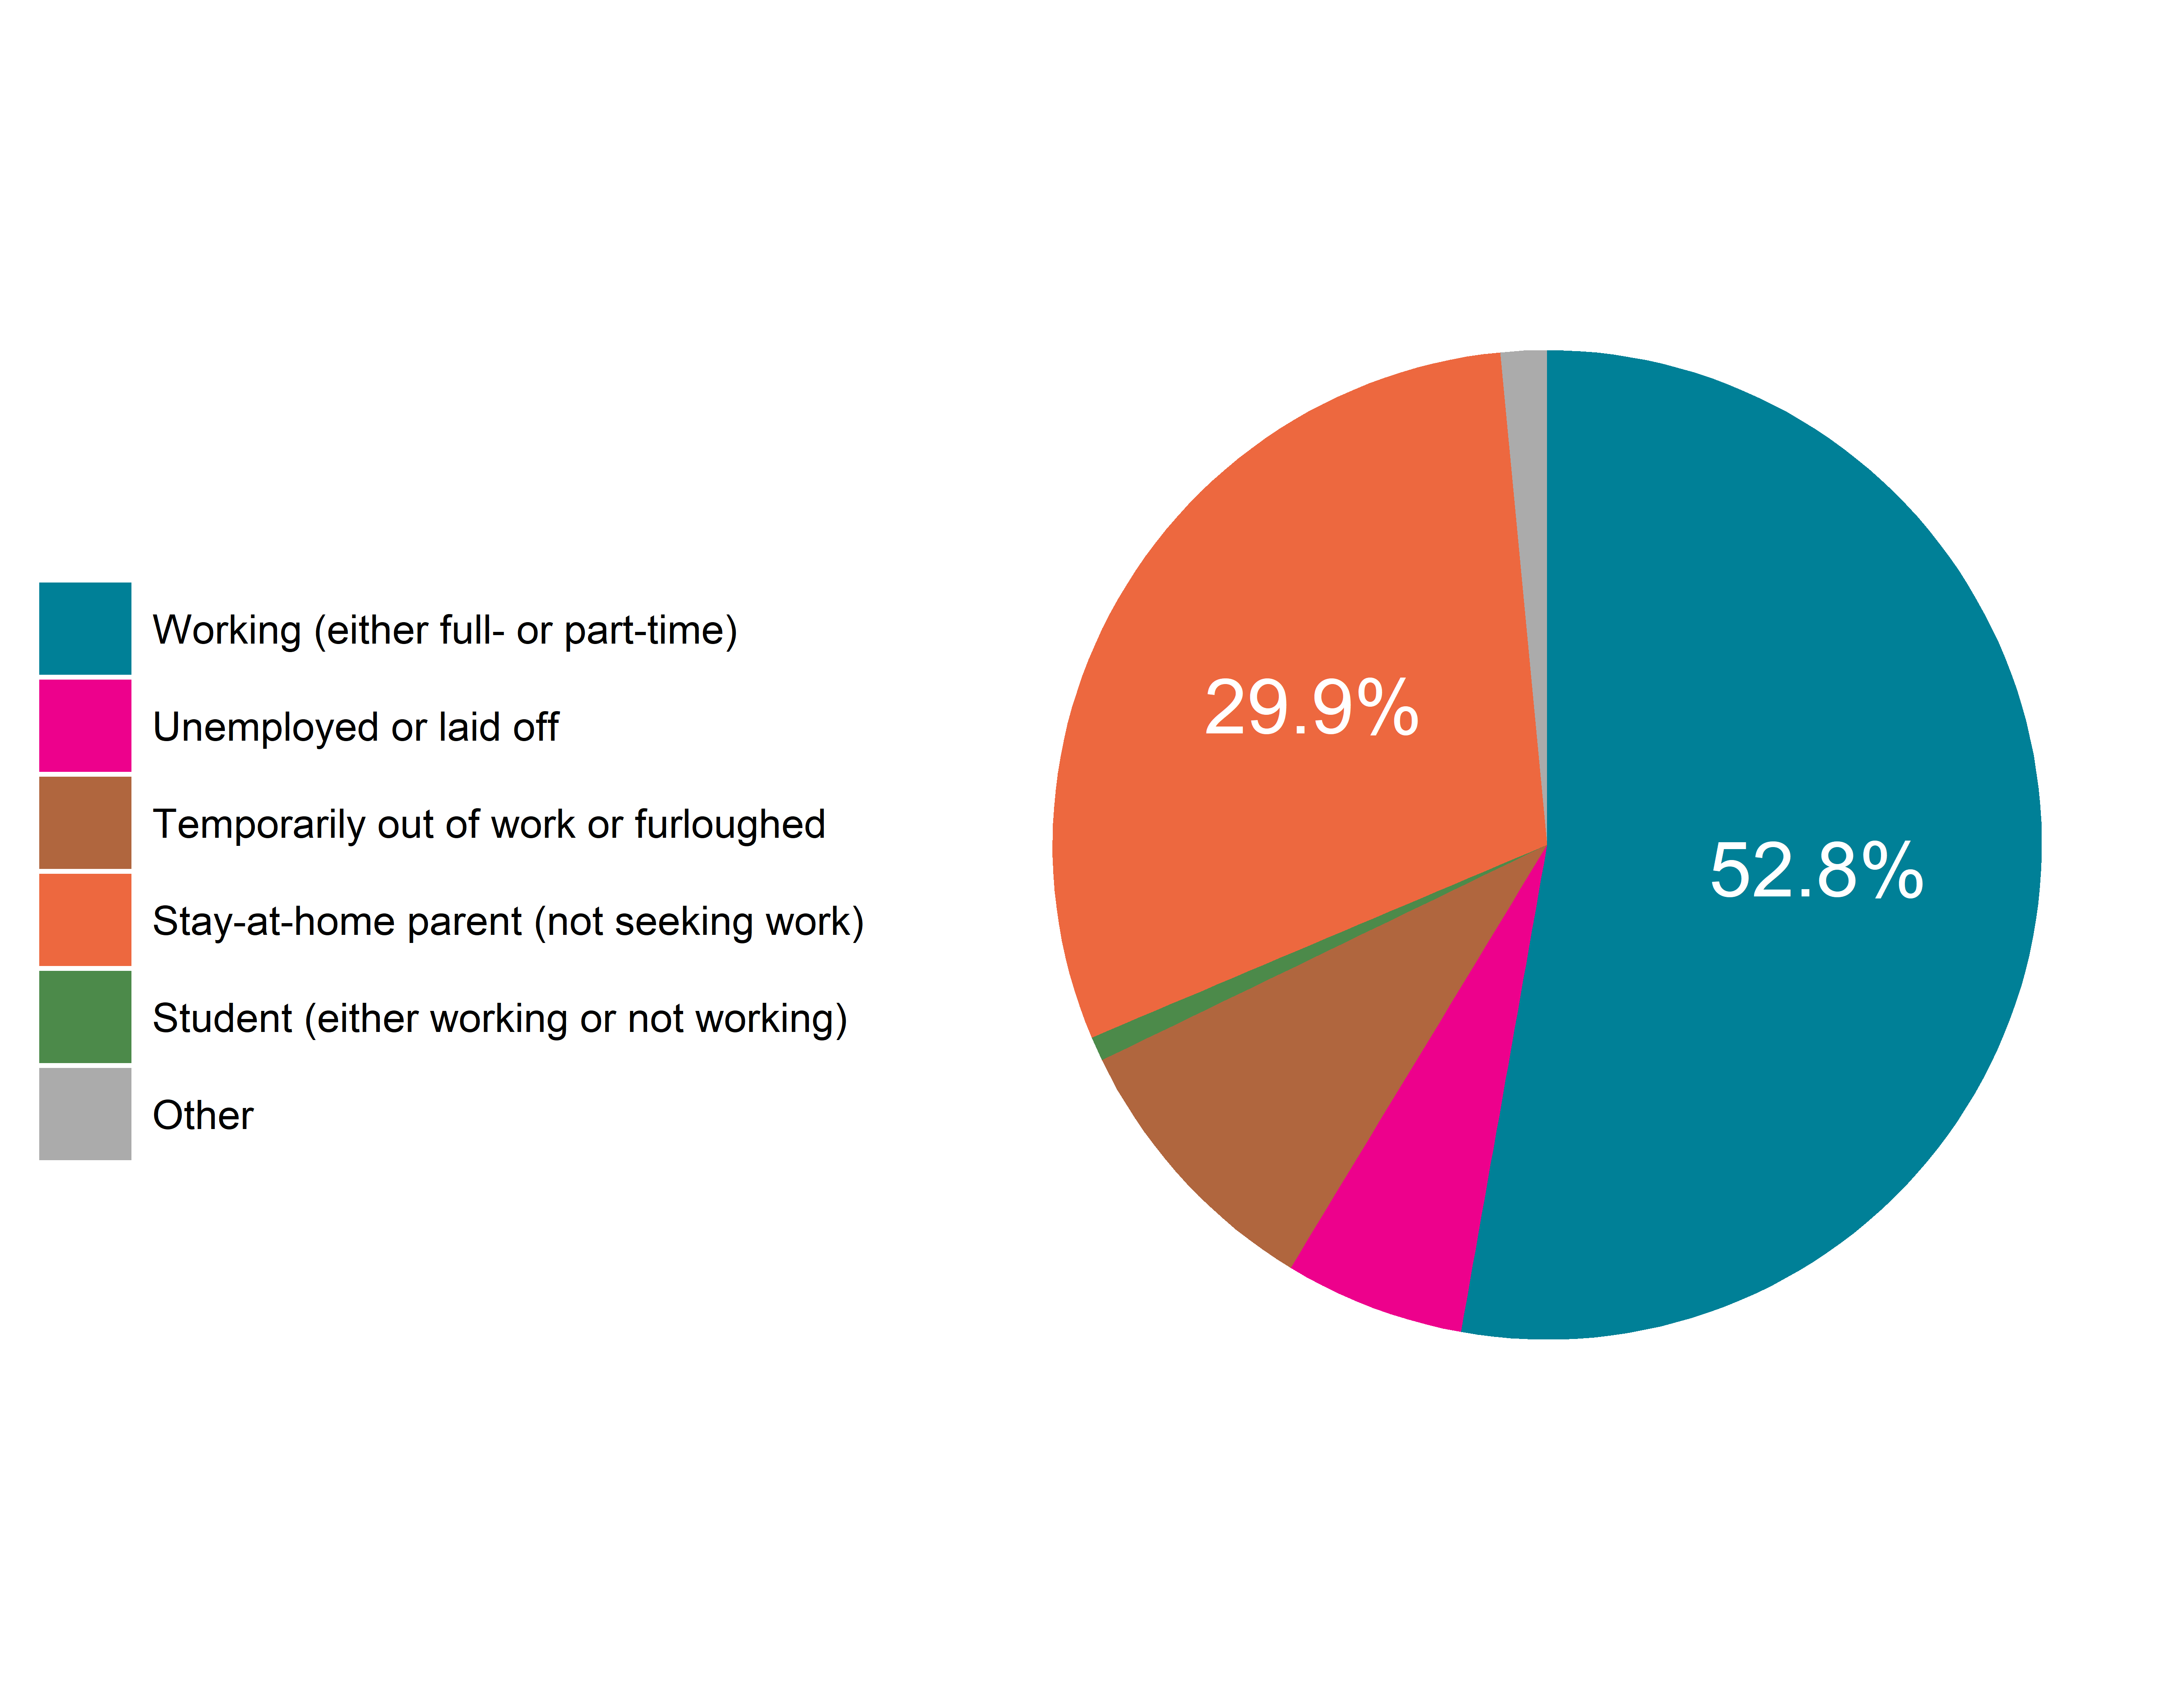 Working (either full- or part-time)
Unemployed or laid off
Temporarily out of work or furloughed
Stay-at-home parent (not seeking work)
Student (either working or not working)
Other
29.9%
52.8%